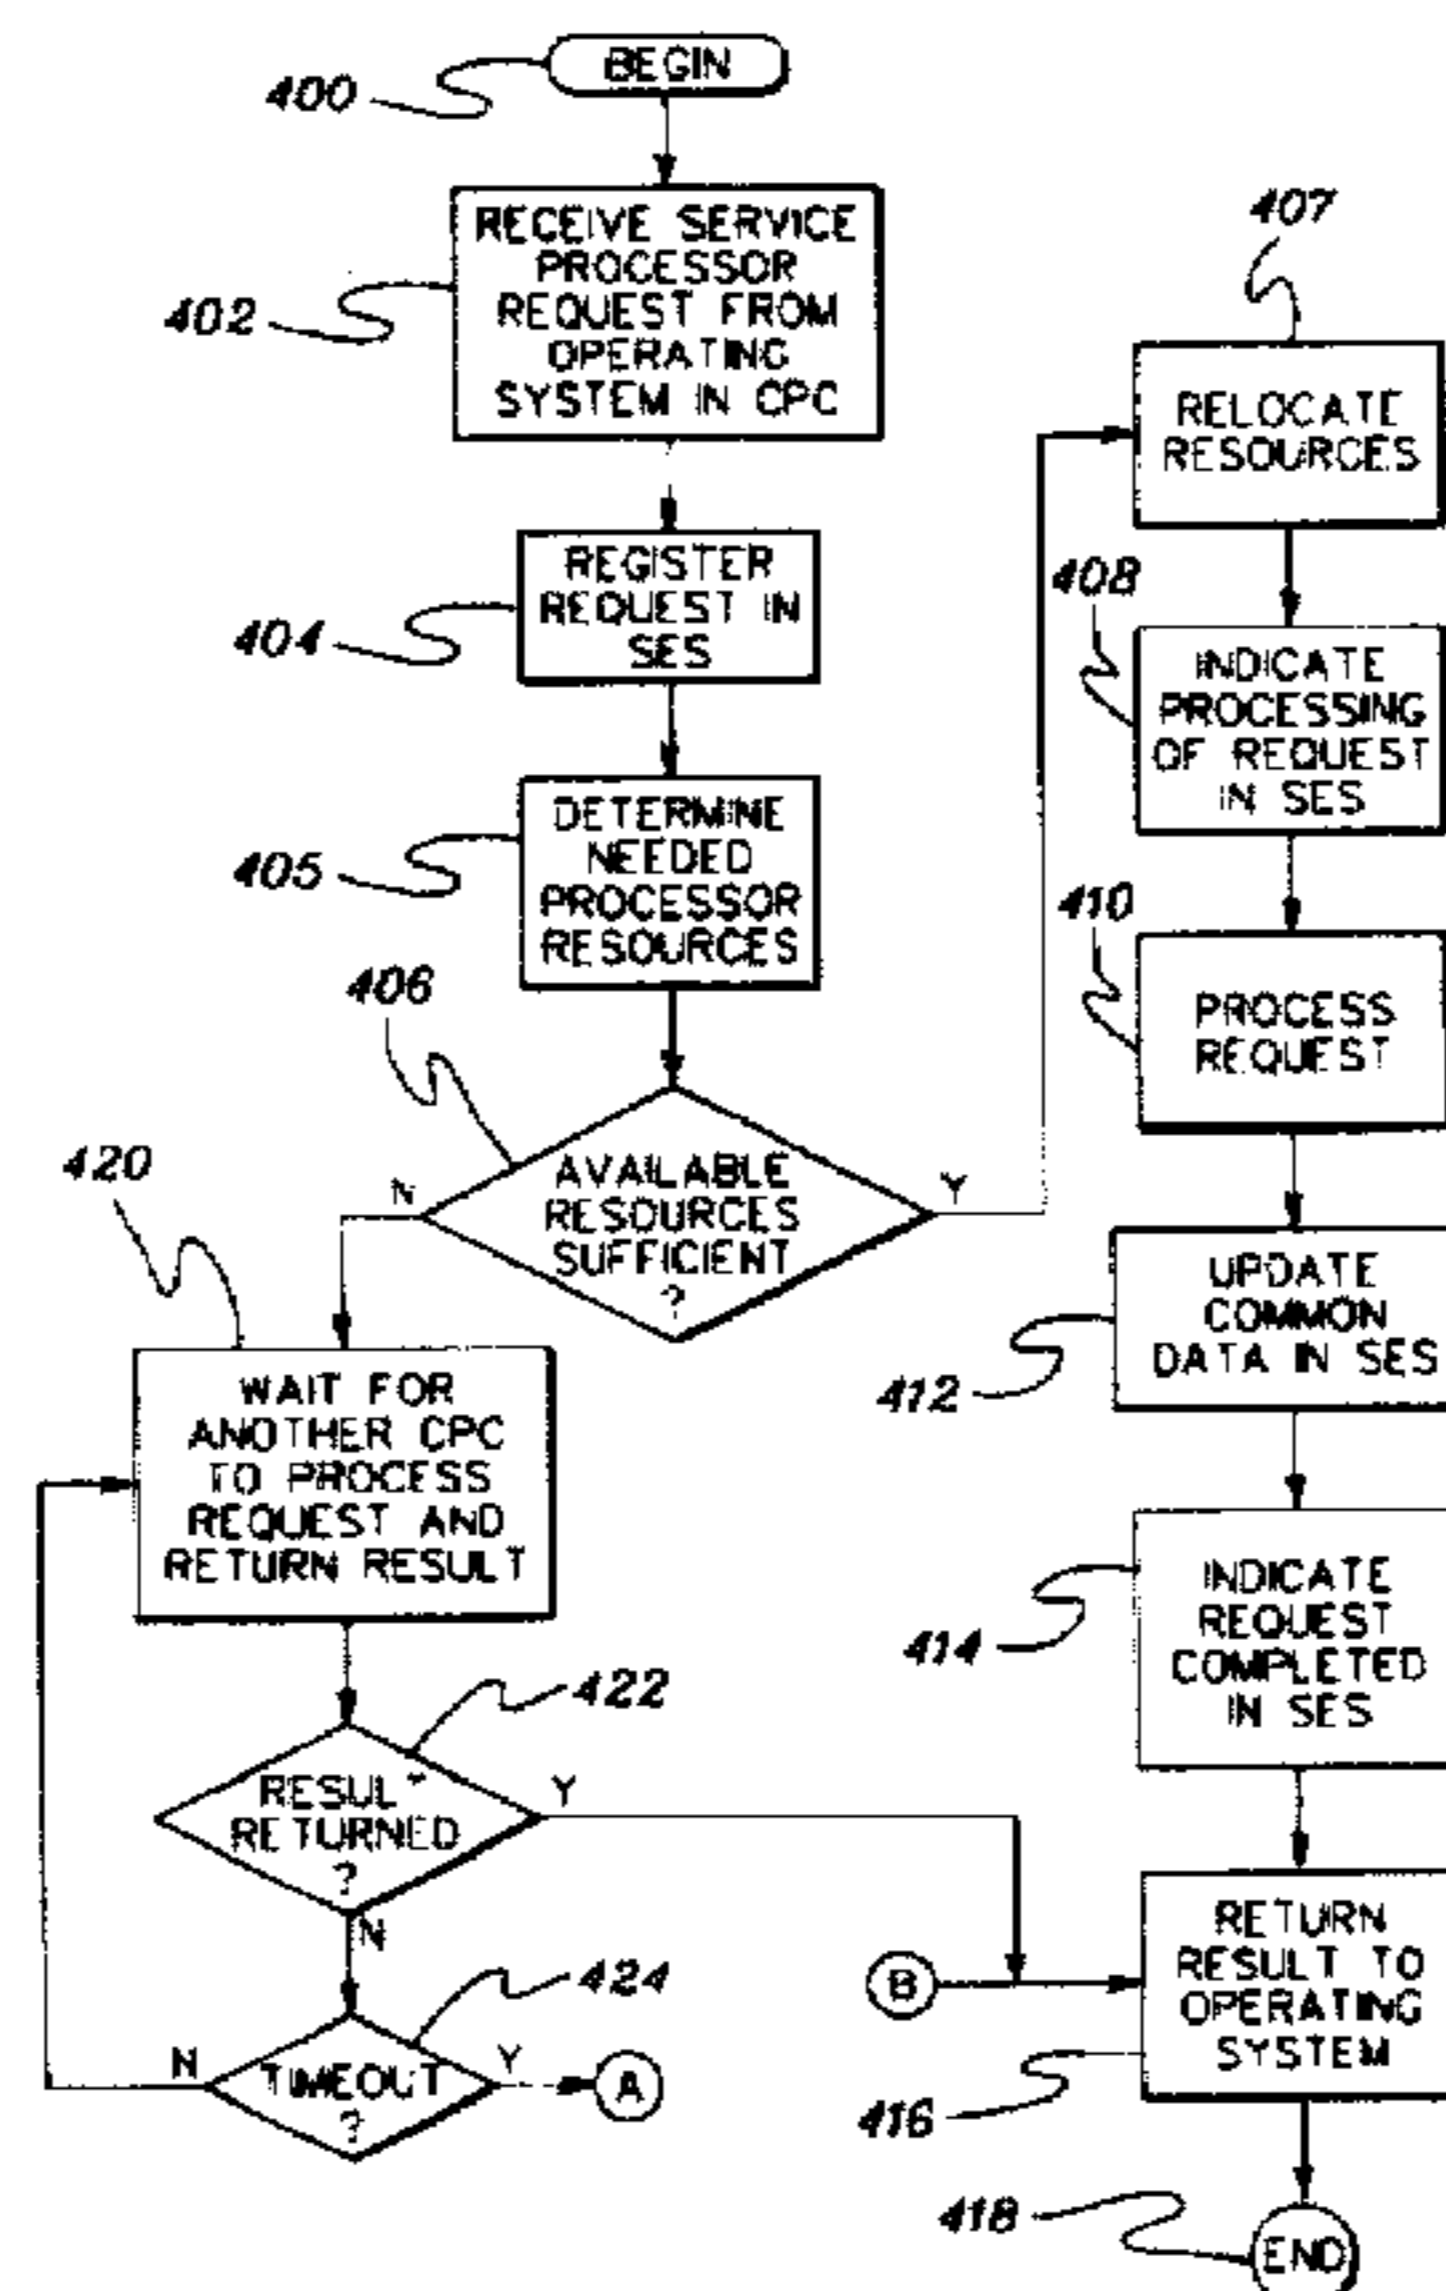 400
BEGIN
402
RECEIVE SERVICE
PROCESSOR
REQUEST FROM
OPERATING
SYSTEM IN CPC
404
REGISTER
REQUEST IN
SES
405
DETERMINE
NEEDED
PROCESSOR
RESOURCES
406
AVAILABLE
RESOURCES
SUFFICIENT
?
N
Y
420
WAIT FOR
ANOTHER CPC
TO PROCESS
REQUEST AND
RETURN RESULT
422
RESULT
RETURNED
?
Y
N
424
TIMEOUT
?
N
Y
A
407
RELOCATE
RESOURCES
408
INDICATE
PROCESSING
OF REQUEST
IN SES
410
PROCESS
REQUEST
412
UPDATE
COMMON
DATA IN SES
414
INDICATE
REQUEST
COMPLETED
IN SES
B
RETURN
RESULT TO
OPERATING
SYSTEM
416
418
END